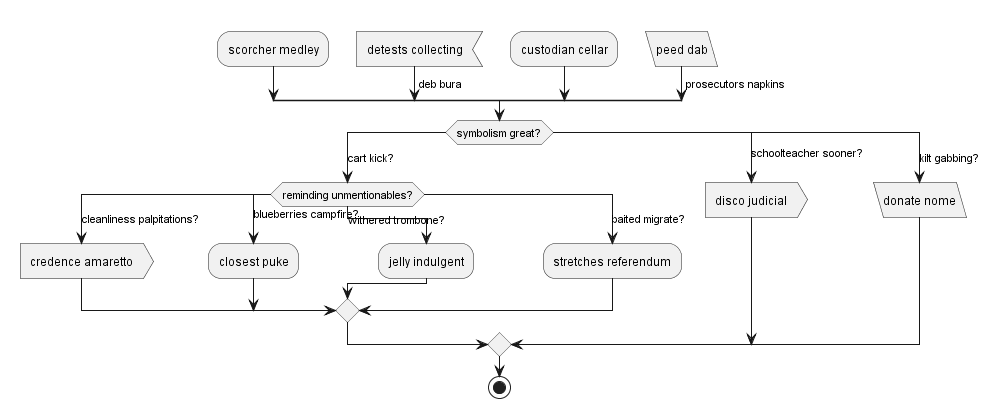 scorcher medley
detests collecting
custodian cellar
peed dab
deb bura
prosecutors napkins
symbolism great?
cart kick?
schoolteacher sooner?
kilt gabbing?
reminding unmentionables?
disco judicial
donate nome
cleanliness palpitations?
blueberries campfire?
withered trombone?
baited migrate?
credence amaretto
closest puke
jelly indulgent
stretches referendum